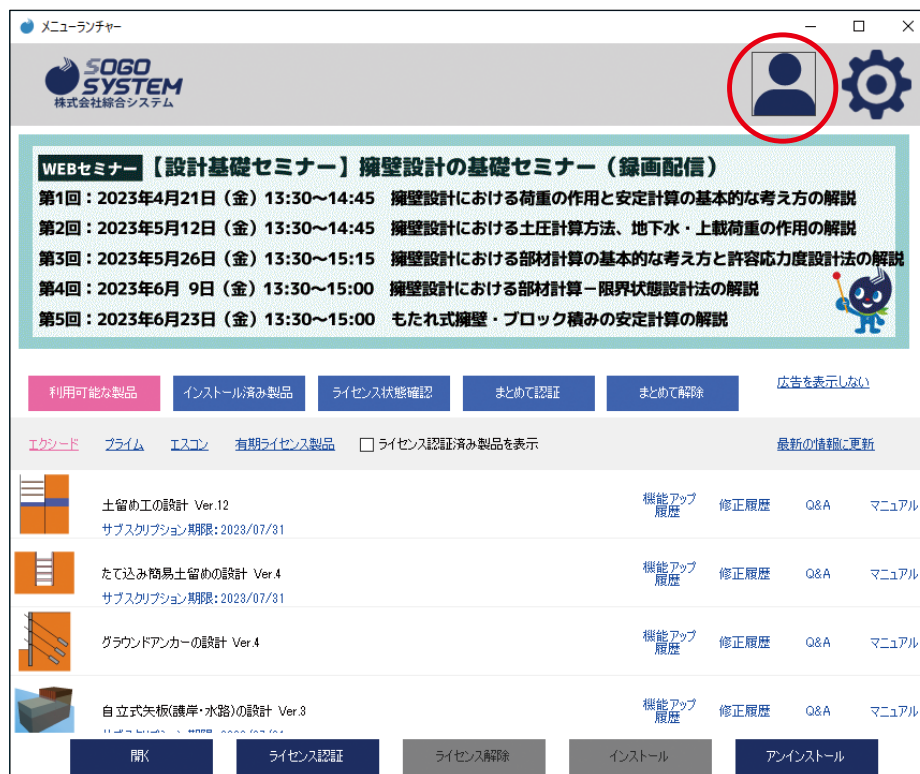 メニューランチャー
SOGO
SYSTEM
株式会社綜合システム
WEBセミナー 【設計基礎セミナー】擁壁設計の基礎セミナー（録画配信）
第1回：2023年4月21日（金）13:30～14:45 擁壁設計における荷重の作用と安定計算の基本的な考え方の解説
第2回：2023年5月12日（金）13:30～14:45 擁壁設計における土圧計算方法、地下水・上載荷重の作用の解説
第3回：2023年5月26日（金）13:30～15:15 擁壁設計における部材計算の基本的な考え方と許容応力度設計法の解説
第4回：2023年6月 9日（金）13:30～15:00 擁壁設計における部材計算－限界状態設計法の解説
第5回：2023年6月23日（金）13:30～15:00 もたれ式擁壁・ブロック積みの安定計算の解説
利用可能な製品 インストール済み製品 ライセンス状態確認 まとめて認証 まとめて解除 広告を表示しない
エクシード プライム エスコン 有期ライセンス製品 ライセンス認証済み製品を表示 最新の情報に更新
土留め工の設計 Ver.12 機能アップ履歴 修正履歴 Q&A マニュアル
サブスクリプション期限：2023/07/31
たて込み簡易土留めの設計 Ver.4 機能アップ履歴 修正履歴 Q&A マニュアル
サブスクリプション期限：2023/07/31
グラウンドアンカーの設計 Ver.4 機能アップ履歴 修正履歴 Q&A マニュアル
自立式矢板(護岸・水路)の設計 Ver.3 機能アップ履歴 修正履歴 Q&A マニュアル
開く ライセンス認証 ライセンス解除 インストール アンインストール